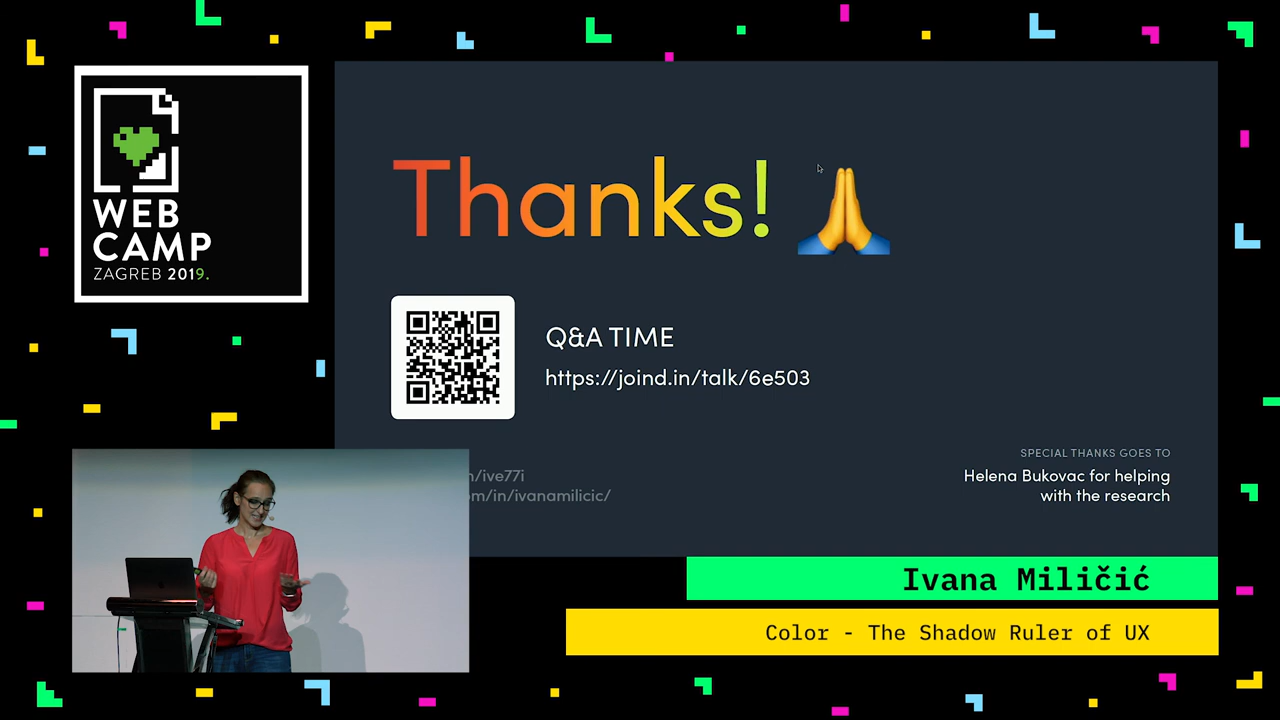 WEB
CAMP
ZAGREB 2019.
Thanks!
Q&A TIME
https://joind.in/talk/6e503
/ive77i
om/in/ivanamilicic/
SPECIAL THANKS GOES TO
Helena Bukovac for helping
with the research
Ivana Miličić
Color - The Shadow Ruler of UX